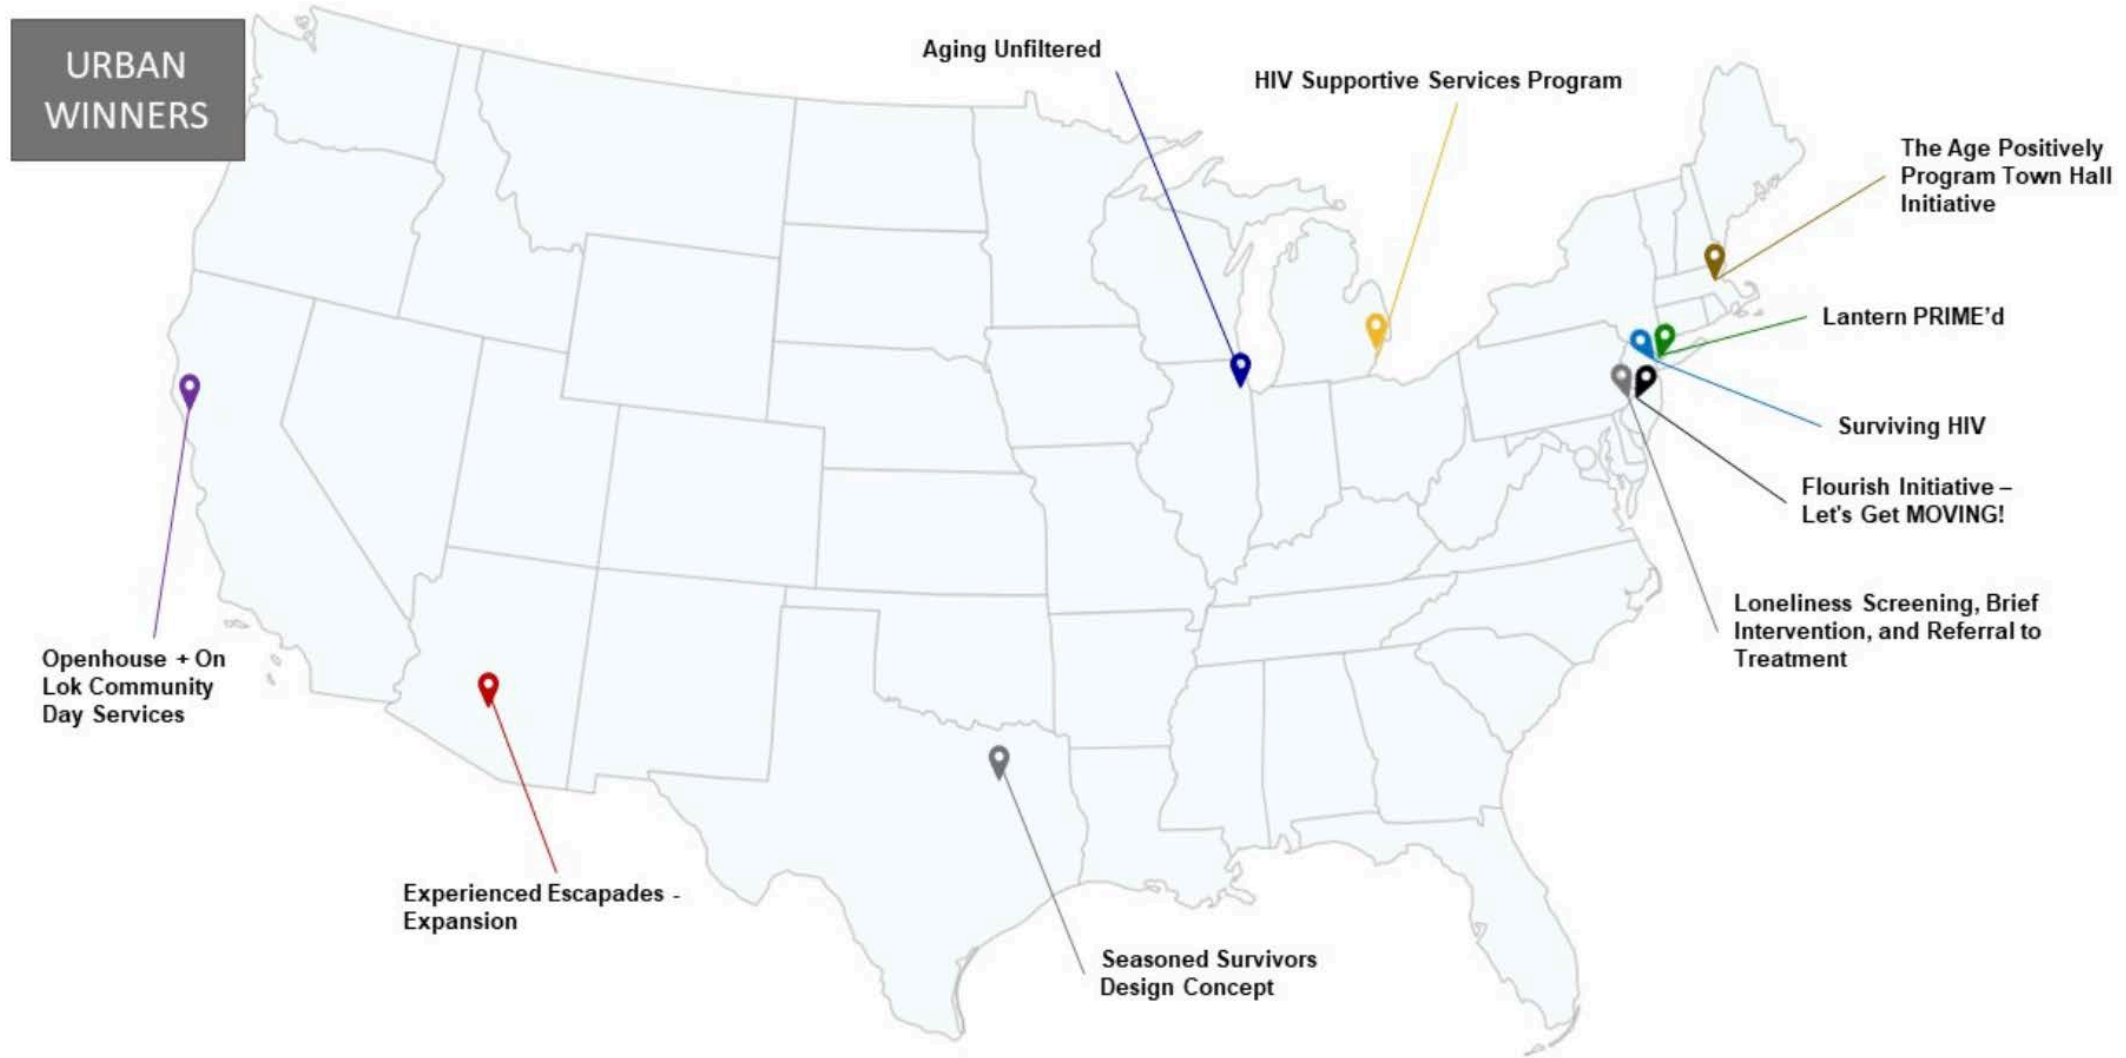 URBAN
WINNERS
Aging Unfiltered
HIV Supportive Services Program
The Age Positively
Program Town Hall
Initiative
Lantern PRIME’d
Surviving HIV
Flourish Initiative –
Let's Get MOVING!
Loneliness Screening, Brief
Intervention, and Referral to
Treatment
Openhouse + On
Lok Community
Day Services
Experienced Escapades -
Expansion
Seasoned Survivors
Design Concept